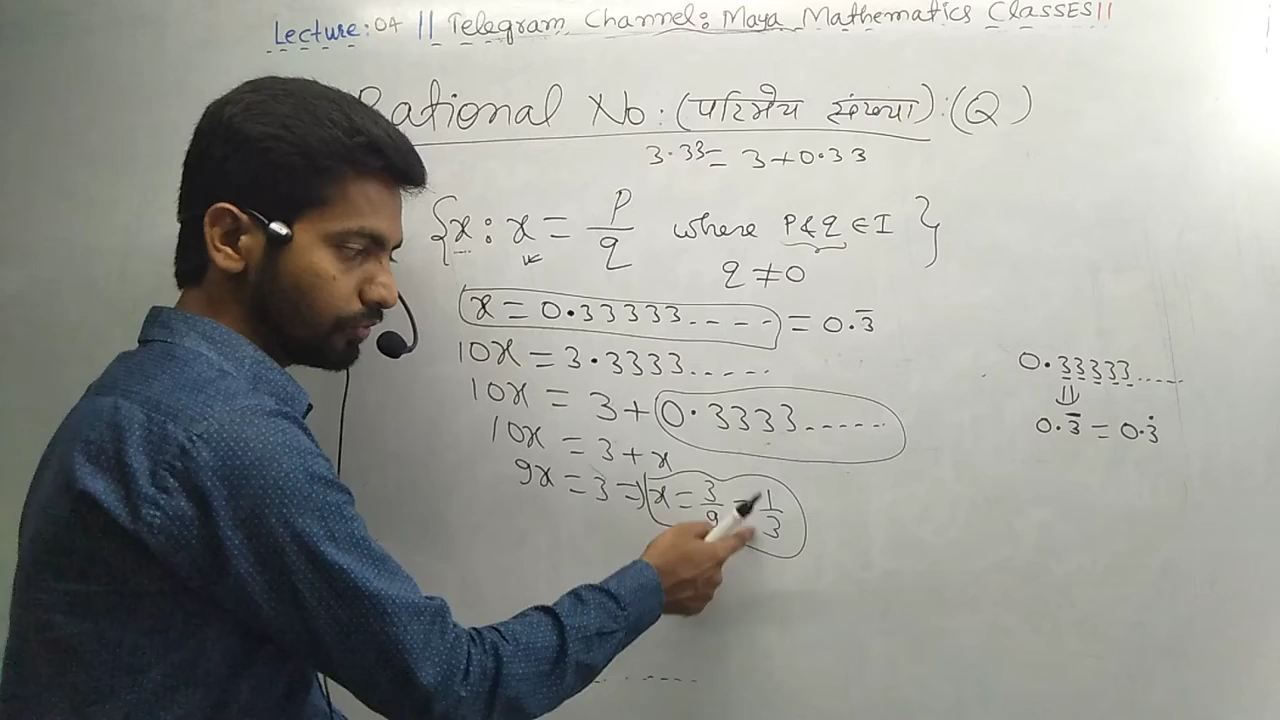 Lecture: 04 || Telegram Channel: Maya Mathematics Classes ||
Rational No: (परिमेय संख्या): (Q)
3.33 = 3+0.33
{x : x = P/q where P & q ∈ I }
q ≠ 0
x = 0.33333.... = 0.3̅
10x = 3.3333.....
10x = 3+0.3333.....
10x = 3+x
9x = 3 ⇒ x = 3/9 = 1/3
0.33333.....
⇓
0.3̅ = 0.3̇